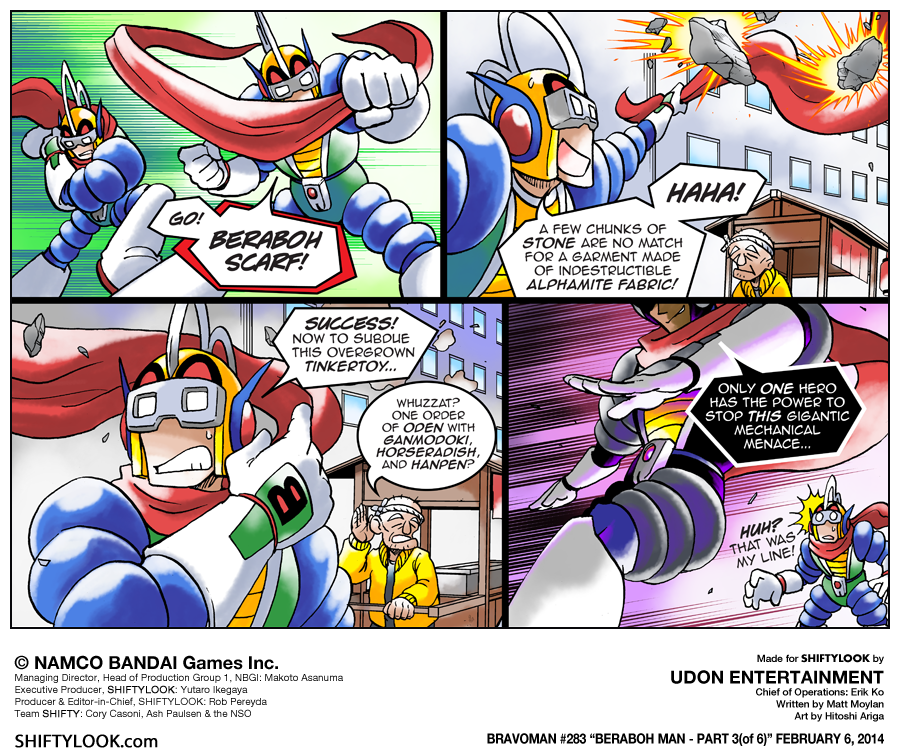 GO!
BERABOH
SCARF!
HAHA!
A FEW CHUNKS OF
STONE ARE NO MATCH
FOR A GARMENT MADE
OF INDESTRUCTIBLE
ALPHAMITE FABRIC!
SUCCESS!
NOW TO SUBDUE
THIS OVERGROWN
TINKERTOY...
WHUZZAT?
ONE ORDER
OF ODEN WITH
GANMODOKI,
HORSERADISH,
AND HANPEN?
B
ONLY ONE HERO
HAS THE POWER TO
STOP THIS GIGANTIC
MECHANICAL
MENACE...
HUH?
THAT WAS
MY LINE!
© NAMCO BANDAI Games Inc.
Managing Director, Head of Production Group 1, NBGI: Makoto Asanuma
Executive Producer, SHIFTYLOOK: Yutaro Ikegaya
Producer & Editor-in-Chief, SHIFTYLOOK: Rob Pereyda
Team SHIFTY: Cory Casoni, Ash Paulsen & the NSO
SHIFTYLOOK.com
Made for SHIFTYLOOK by
UDON ENTERTAINMENT
Chief of Operations: Erik Ko
Written by Matt Moylan
Art by Hitoshi Ariga
BRAVOMAN #283 “BERABOH MAN - PART 3(of 6)” FEBRUARY 6, 2014